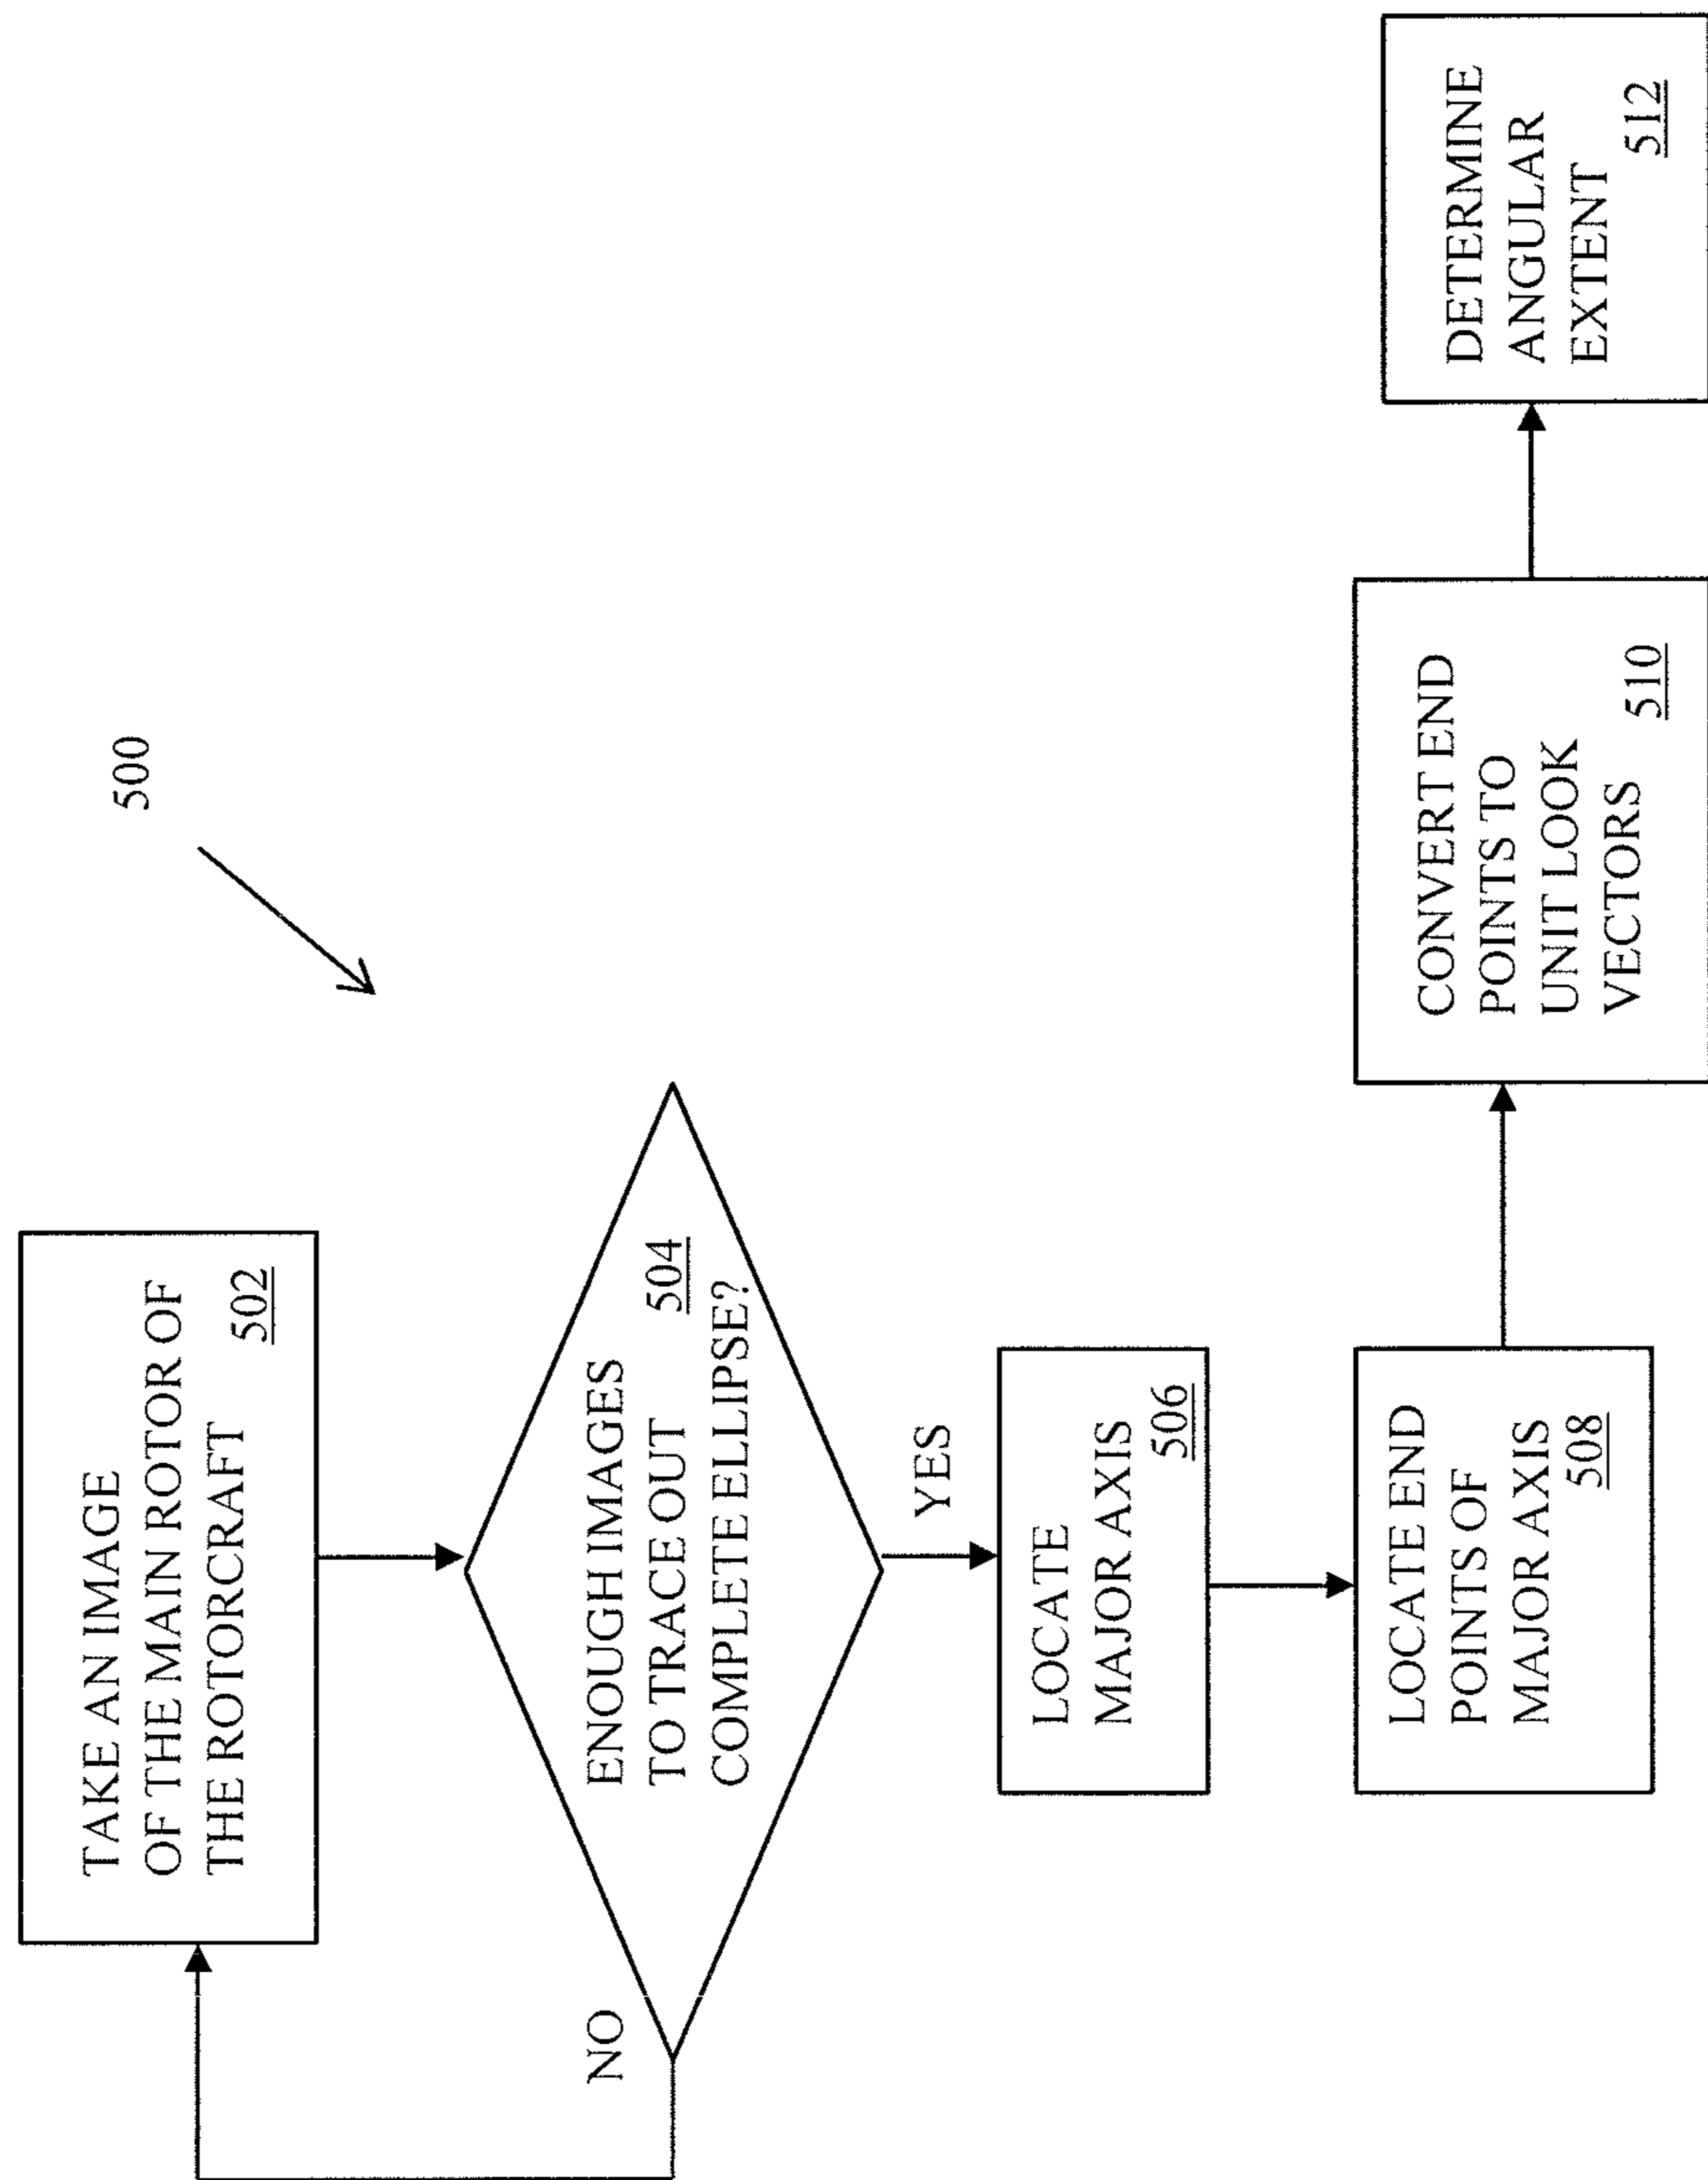 500
TAKE AN IMAGE
OF THE MAIN ROTOR OF
THE ROTORCRAFT
502
ENOUGH IMAGES
504
TO TRACE OUT
COMPLETE ELLIPSE?
NO
YES
LOCATE
MAJOR AXIS
506
LOCATE END
POINTS OF
MAJOR AXIS
508
CONVERT END
POINTS TO
UNIT LOOK
VECTORS
510
DETERMINE
ANGULAR
EXTENT
512